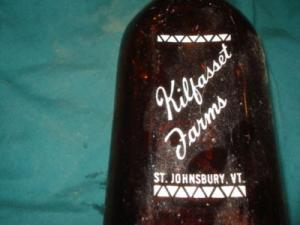 Kilfasset
Farms
ST. JOHNSBURY, VT.